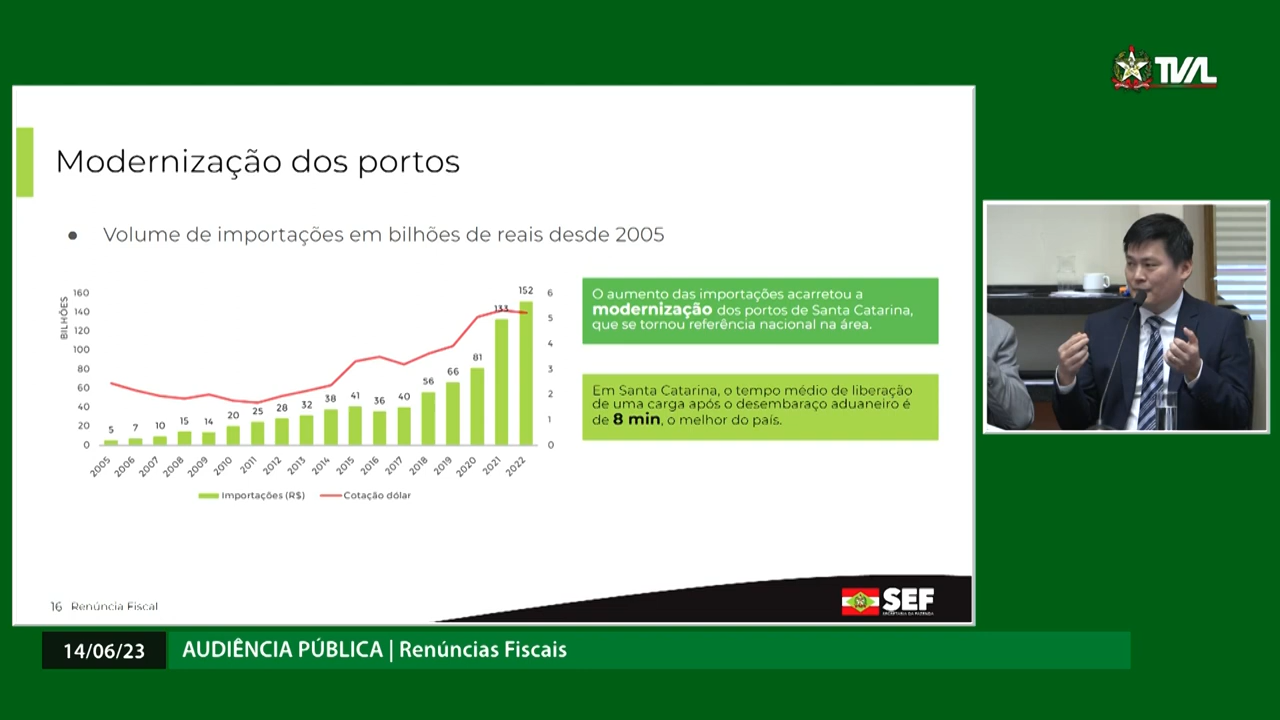 TVAL
Modernização dos portos
● Volume de importações em bilhões de reais desde 2005
BILHÕES
160
140
120
100
80
60
40
20
0
6
5
4
3
2
1
0
5 7 10 15 14 20 25 28 32 38 41 36 40 56 66 81 133 152
2005 2006 2007 2008 2009 2010 2011 2012 2013 2014 2015 2016 2017 2018 2019 2020 2021 2022
Importações (R$) Cotação dólar
O aumento das importações acarretou a
modernização dos portos de Santa Catarina,
que se tornou referência nacional na área.
Em Santa Catarina, o tempo médio de liberação
de uma carga após o desembaraço aduaneiro é
de 8 min, o melhor do país.
16 Renúncia Fiscal
SEF
SECRETARIA DA FAZENDA
14/06/23 AUDIÊNCIA PÚBLICA | Renúncias Fiscais